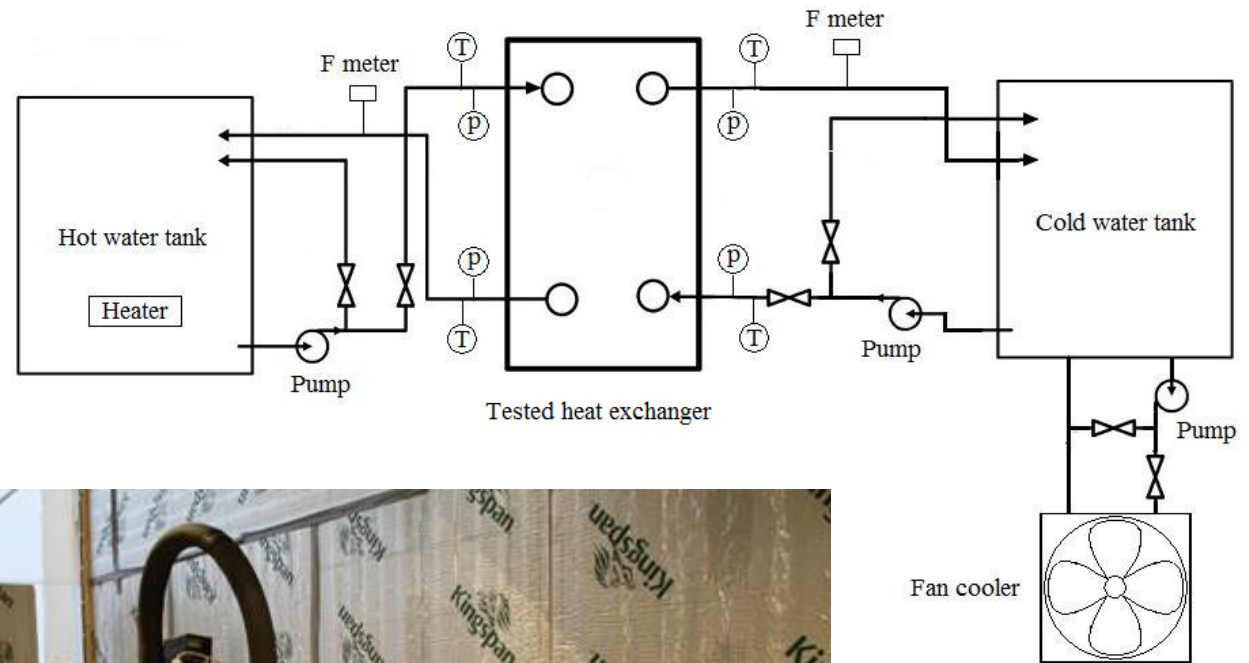 F meter
F meter
T
T
p
p
Hot water tank
Heater
Pump
p
T
p
T
Cold water tank
Pump
Tested heat exchanger
Pump
Fan cooler
Kingspan
Kingspan
Kingspan
Kingspan